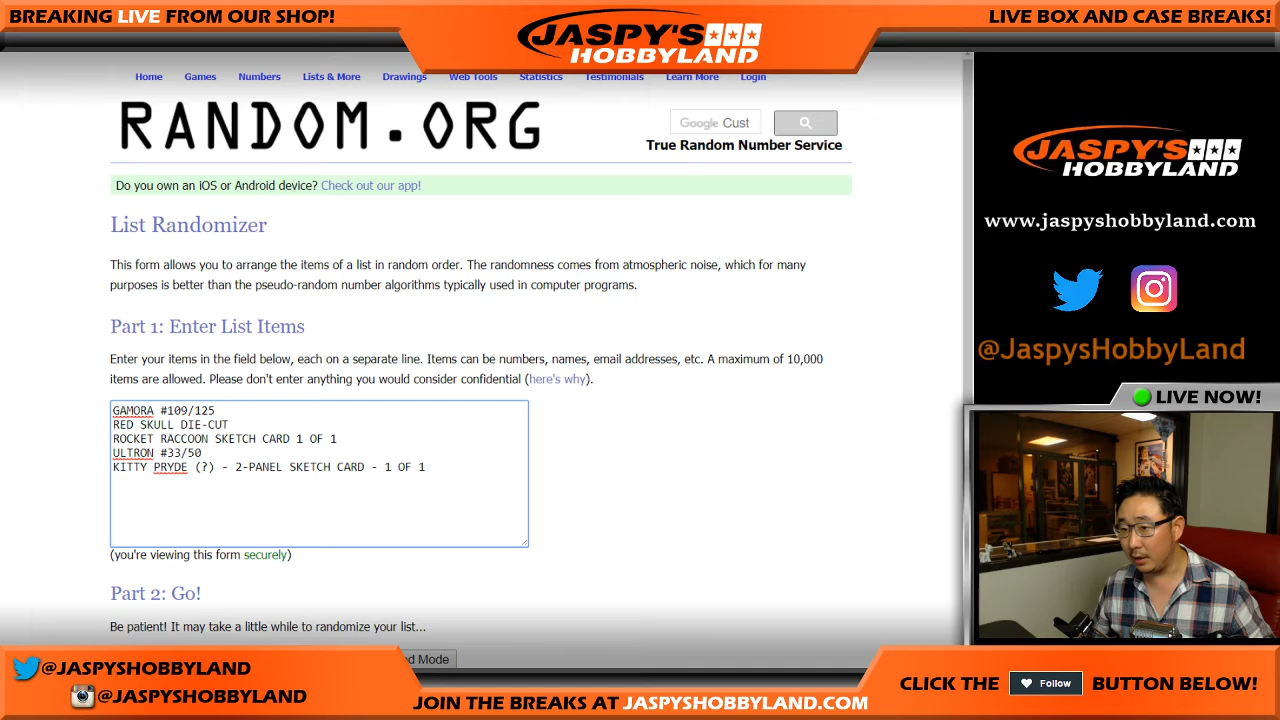 BREAKING LIVE FROM OUR SHOP!
JASPY'S
HOBBYLAND
LIVE BOX AND CASE BREAKS!
Home Games Numbers Lists & More Drawings Web Tools Statistics Testimonials Learn More Login
RANDOM.ORG
Google Cust
True Random Number Service
Do you own an iOS or Android device? Check out our app!
List Randomizer
This form allows you to arrange the items of a list in random order. The randomness comes from atmospheric noise, which for many
purposes is better than the pseudo-random number algorithms typically used in computer programs.
Part 1: Enter List Items
Enter your items in the field below, each on a separate line. Items can be numbers, names, email addresses, etc. A maximum of 10,000
items are allowed. Please don't enter anything you would consider confidential (here's why).
GAMORA #109/125
RED SKULL DIE-CUT
ROCKET RACCOON SKETCH CARD 1 OF 1
ULTRON #33/50
KITTY PRYDE (?) - 2-PANEL SKETCH CARD - 1 OF 1
(you're viewing this form securely)
Part 2: Go!
Be patient! It may take a little while to randomize your list...
Mode
JASPY'S
HOBBYLAND
www.jaspyshobbyland.com
@JaspysHobbyLand
LIVE NOW!
@JASPYSHOBBYLAND
@JASPYSHOBBYLAND
JOIN THE BREAKS AT JASPYSHOBBYLAND.COM
CLICK THE Follow BUTTON BELOW!